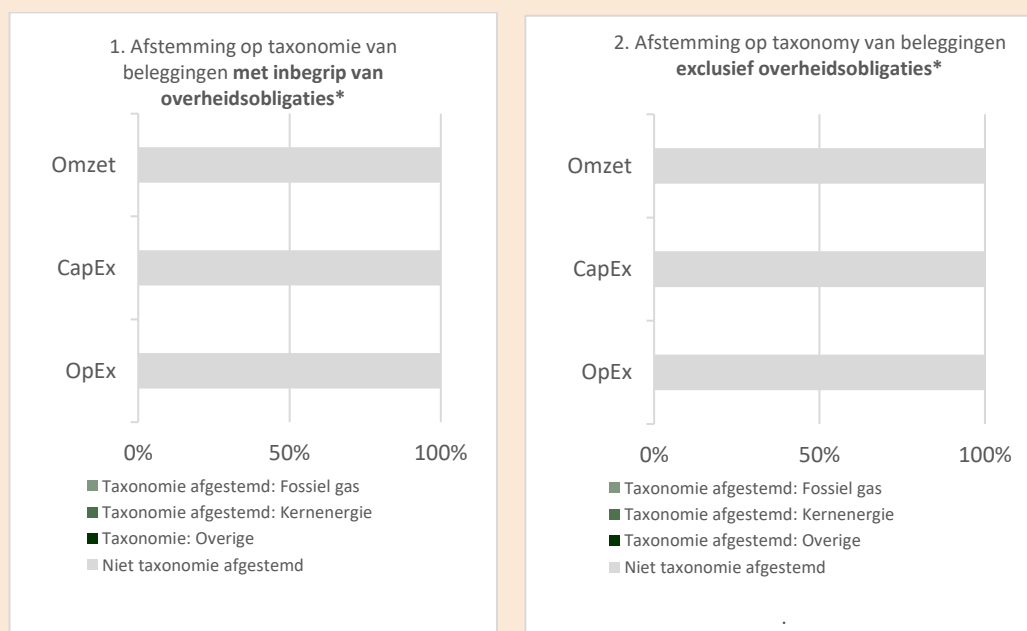 1. Afstemming op taxonomie van
beleggingen met inbegrip van
overheidsobligaties*
Omzet
CapEx
OpEx
0% 50% 100%
Taxonomie afgestemd: Fossiel gas
Taxonomie afgestemd: Kernenergie
Taxonomie: Overige
Niet taxonomie afgestemd
2. Afstemming op taxonomy van beleggingen
exclusief overheidsobligaties*
Omzet
CapEx
OpEx
0% 50% 100%
Taxonomie afgestemd: Fossiel gas
Taxonomie afgestemd: Kernenergie
Taxonomie afgestemd: Overige
Niet taxonomie afgestemd
.